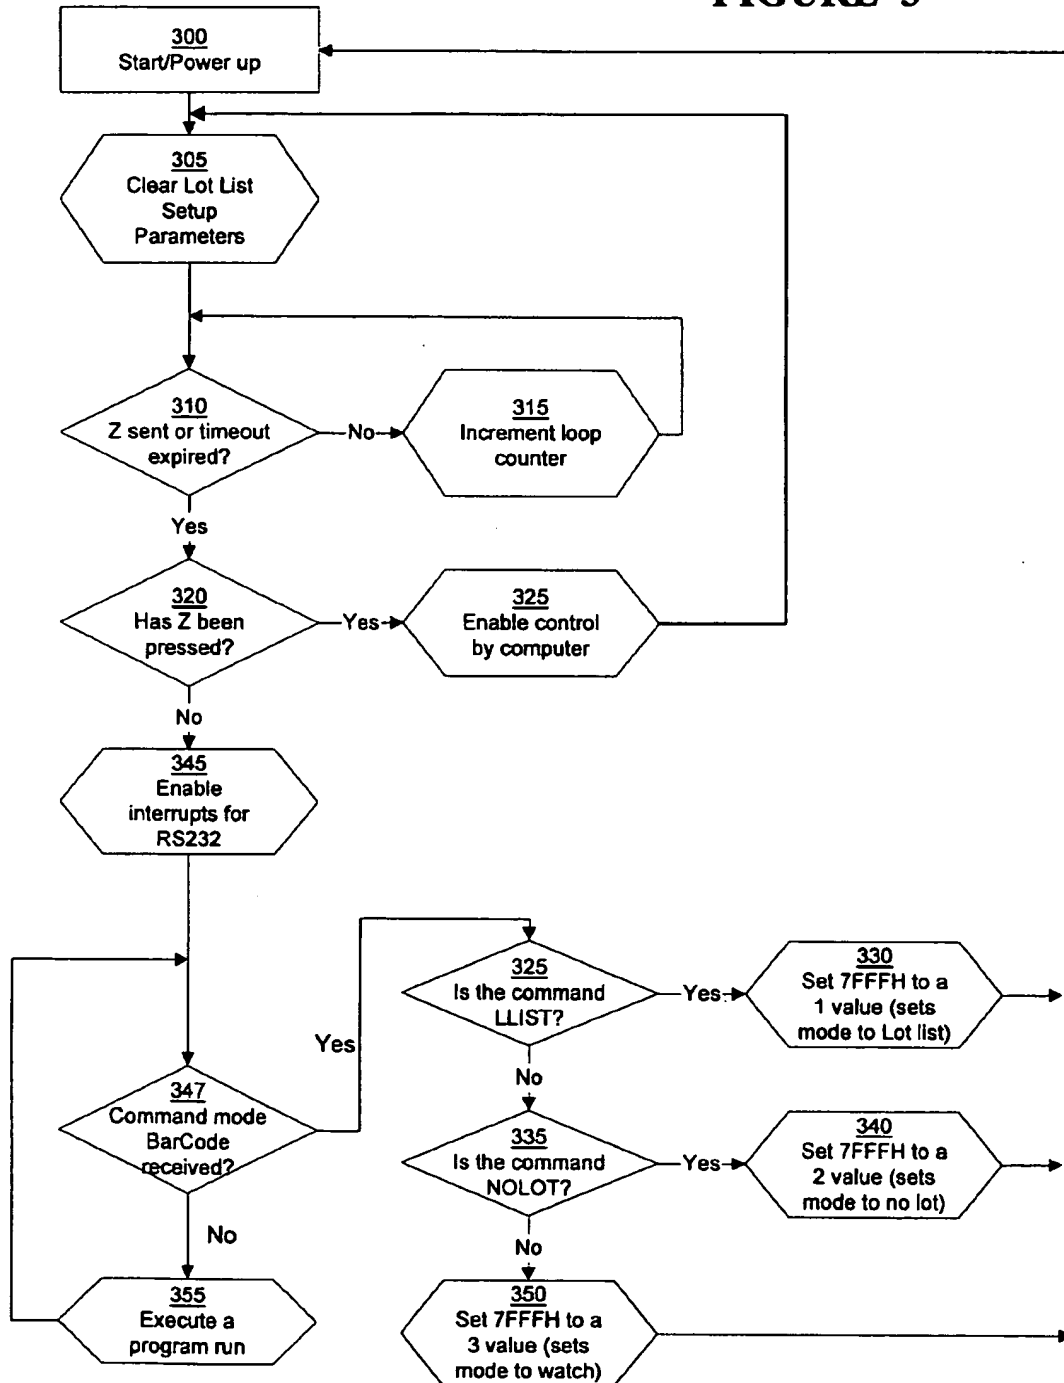 FIGURE 3
300
Start/Power up
305
Clear Lot List
Setup
Parameters
310
Z sent or timeout
expired?
No
315
Increment loop
counter
Yes
320
Has Z been
pressed?
Yes
325
Enable control
by computer
No
345
Enable
interrupts for
RS232
325
Is the command
LLIST?
Yes
330
Set 7FFFH to a
1 value (sets
mode to Lot list)
Yes
No
347
Command mode
BarCode
received?
335
Is the command
NOLOT?
Yes
340
Set 7FFFH to a
2 value (sets
mode to no lot)
No
No
355
Execute a
program run
350
Set 7FFFH to a
3 value (sets
mode to watch)